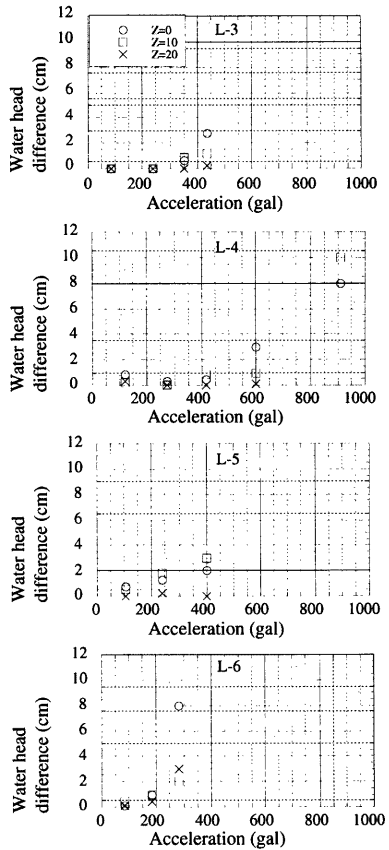 L-3
Z=0
Z=10
Z=20
12
10
8
6
4
2
0
Water head
difference (cm)
0 200 400 600 800 1000
Acceleration (gal)
L-4
12
10
8
6
4
2
0
Water head
difference (cm)
0 200 400 600 800 1000
Acceleration (gal)
L-5
12
10
8
6
4
2
0
Water head
difference (cm)
0 200 400 600 800 1000
Acceleration (gal)
L-6
12
10
8
6
4
2
0
Water head
difference (cm)
0 200 400 600 800 1000
Acceleration (gal)